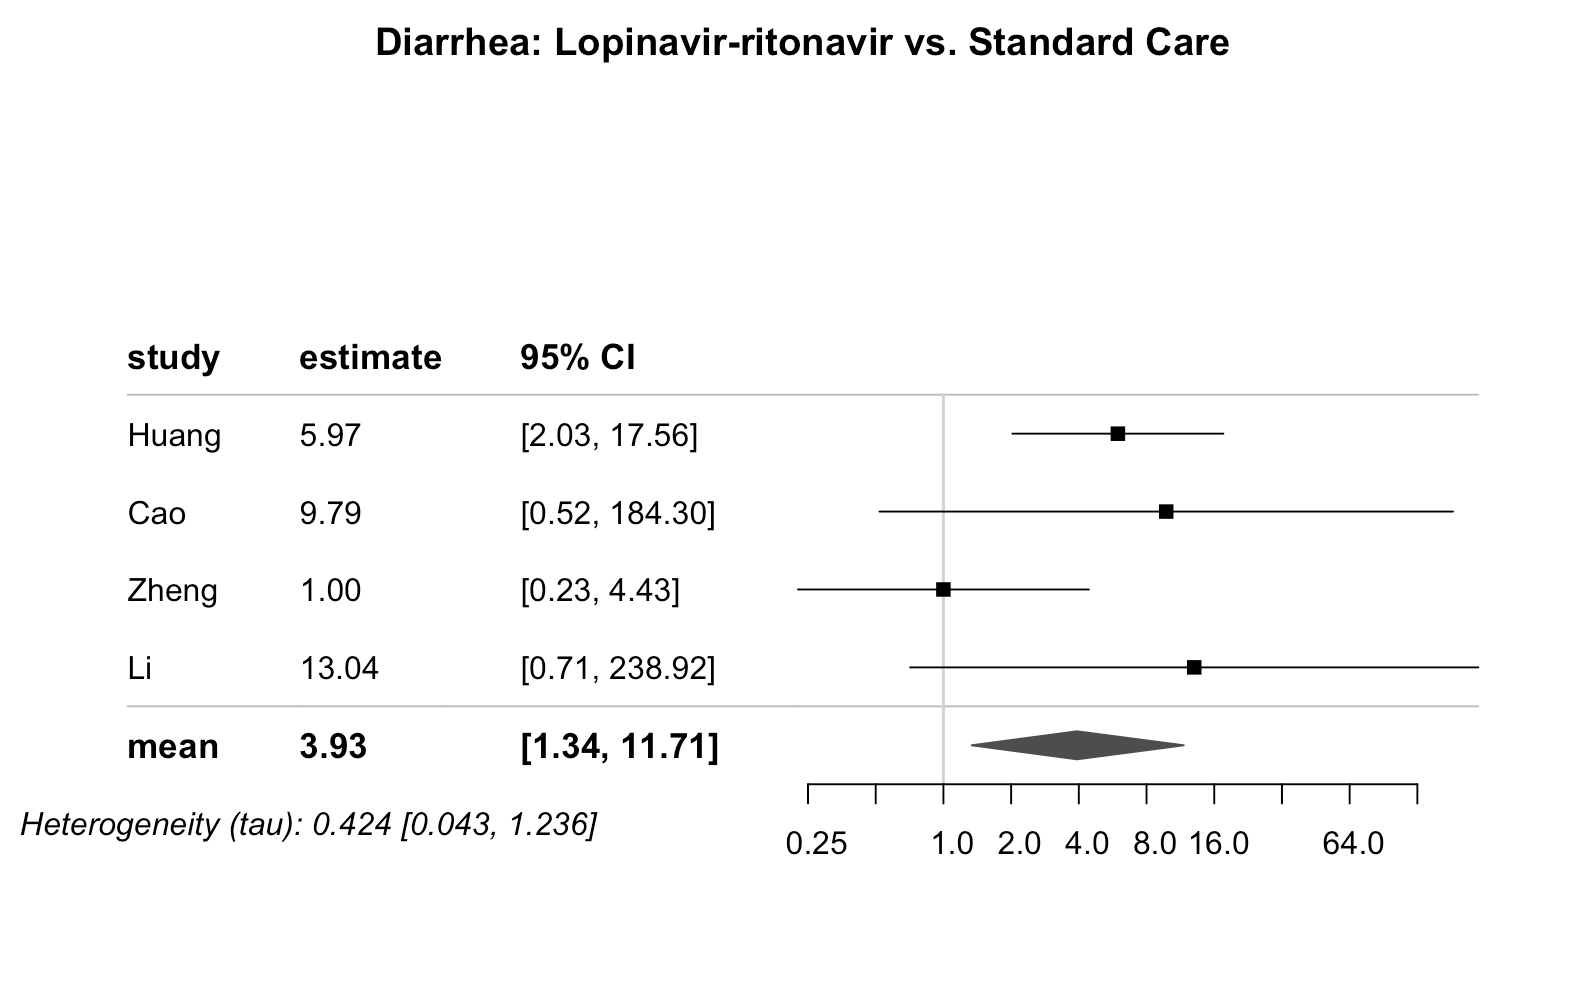 Diarrhea: Lopinavir-ritonavir vs. Standard Care
study estimate 95% CI
Huang 5.97 [2.03, 17.56]
Cao 9.79 [0.52, 184.30]
Zheng 1.00 [0.23, 4.43]
Li 13.04 [0.71, 238.92]
mean 3.93 [1.34, 11.71]
Heterogeneity (tau): 0.424 [0.043, 1.236]
0.25 1.0 2.0 4.0 8.0 16.0 64.0